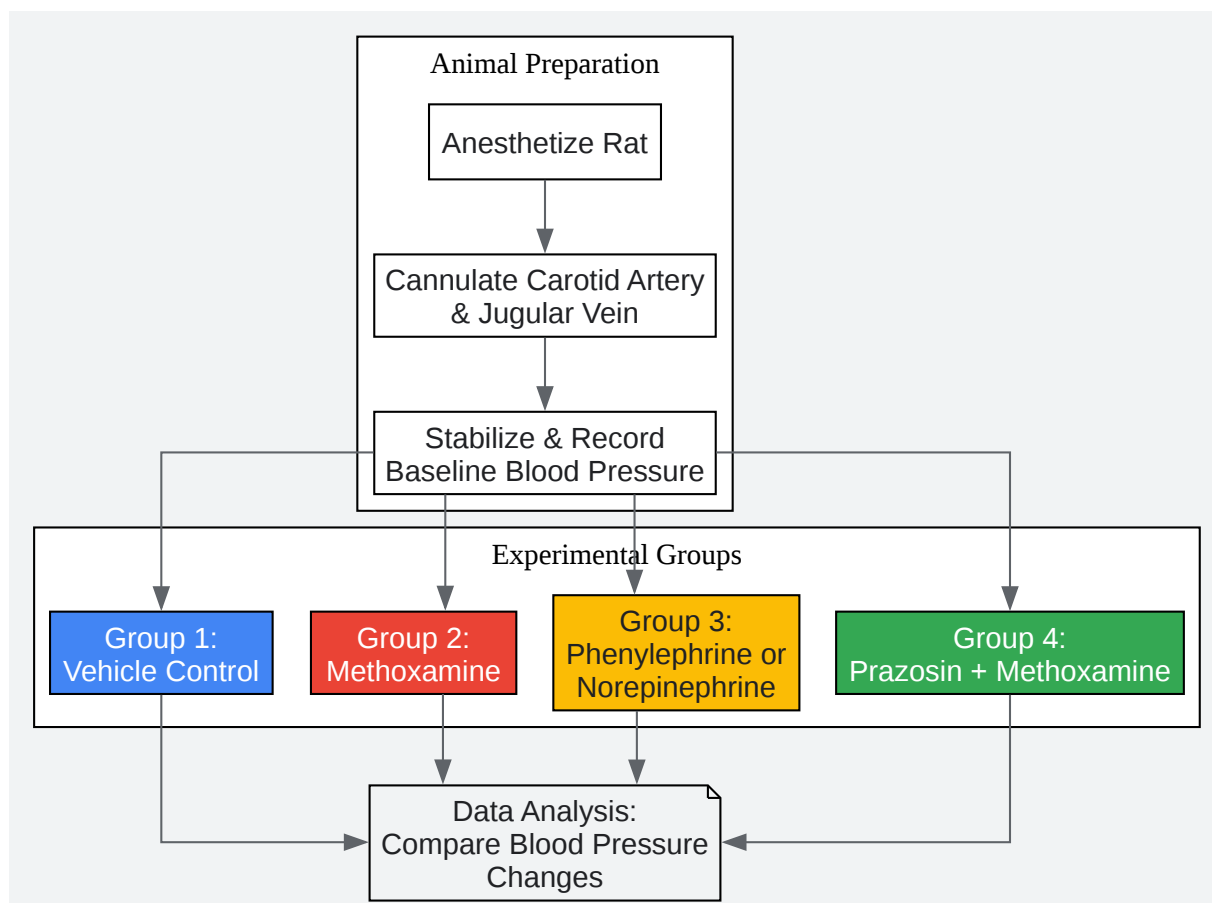 Animal Preparation
Anesthetize Rat
Cannulate Carotid Artery
& Jugular Vein
Stabilize & Record
Baseline Blood Pressure
Experimental Groups
Group 1:
Vehicle Control
Group 2:
Methoxamine
Group 3:
Phenylephrine or
Norepinephrine
Group 4:
Prazosin + Methoxamine
Data Analysis:
Compare Blood Pressure
Changes